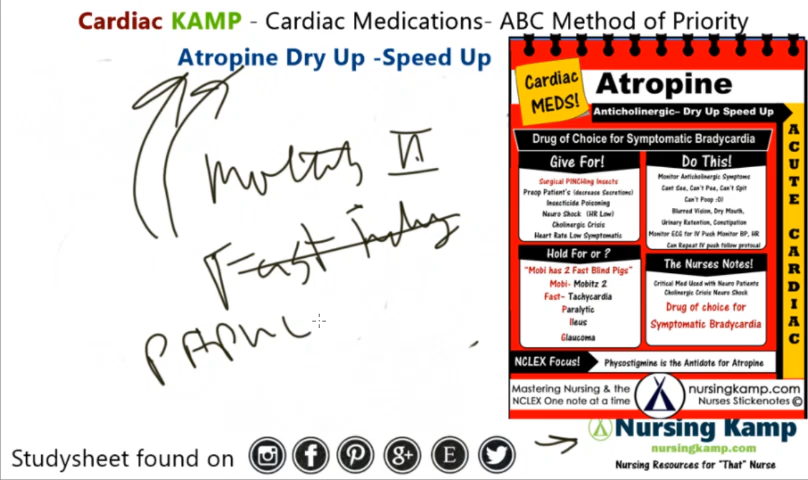 Cardiac KAMP - Cardiac Medications- ABC Method of Priority
Atropine Dry Up -Speed Up
Mobitz II
Fast
Cardiac
MEDS!
Atropine
Anticholinergic– Dry Up Speed Up
Drug of Choice for Symptomatic Bradycardia
Give For!
Surgical PINCHing Insects
Preop Patient's (decrease Secretions)
Insecticide Poisoning
Neuro Shock (HR Low)
Cholinergic Crisis
Heart Rate Low Symptomatic
Do This!
Monitor Anticholinergic Symptoms
Cant See, Can't Pee, Can't Spit
Can't Poop :O!
Blurred Vision, Dry Mouth,
Urinary Retention, Constipation
Monitor ECG for IV Push Monitor BP, HR
Can Repeat IV push follow protocal
Hold For or ?
"Mobi has 2 Fast Blind Pigs"
Mobi- Mobitz 2
Fast- Tachycardia
Paralytic
Ileus
Glaucoma
The Nurses Notes!
Critical Med Used with Neuro Patients
Cholinergic Crisis Neuro Shock
Drug of choice for
Symptomatic Bradycardia
ACUTE CARDIAC
NCLEX Focus!
Physostigmine is the Antidote for Atropine
Mastering Nursing & the
NCLEX One note at a time
nursingkamp.com
Nurses Stickenotes ©
Nursing Kamp
nursingkamp.com
Nursing Resources for "That" Nurse
Studysheet found on